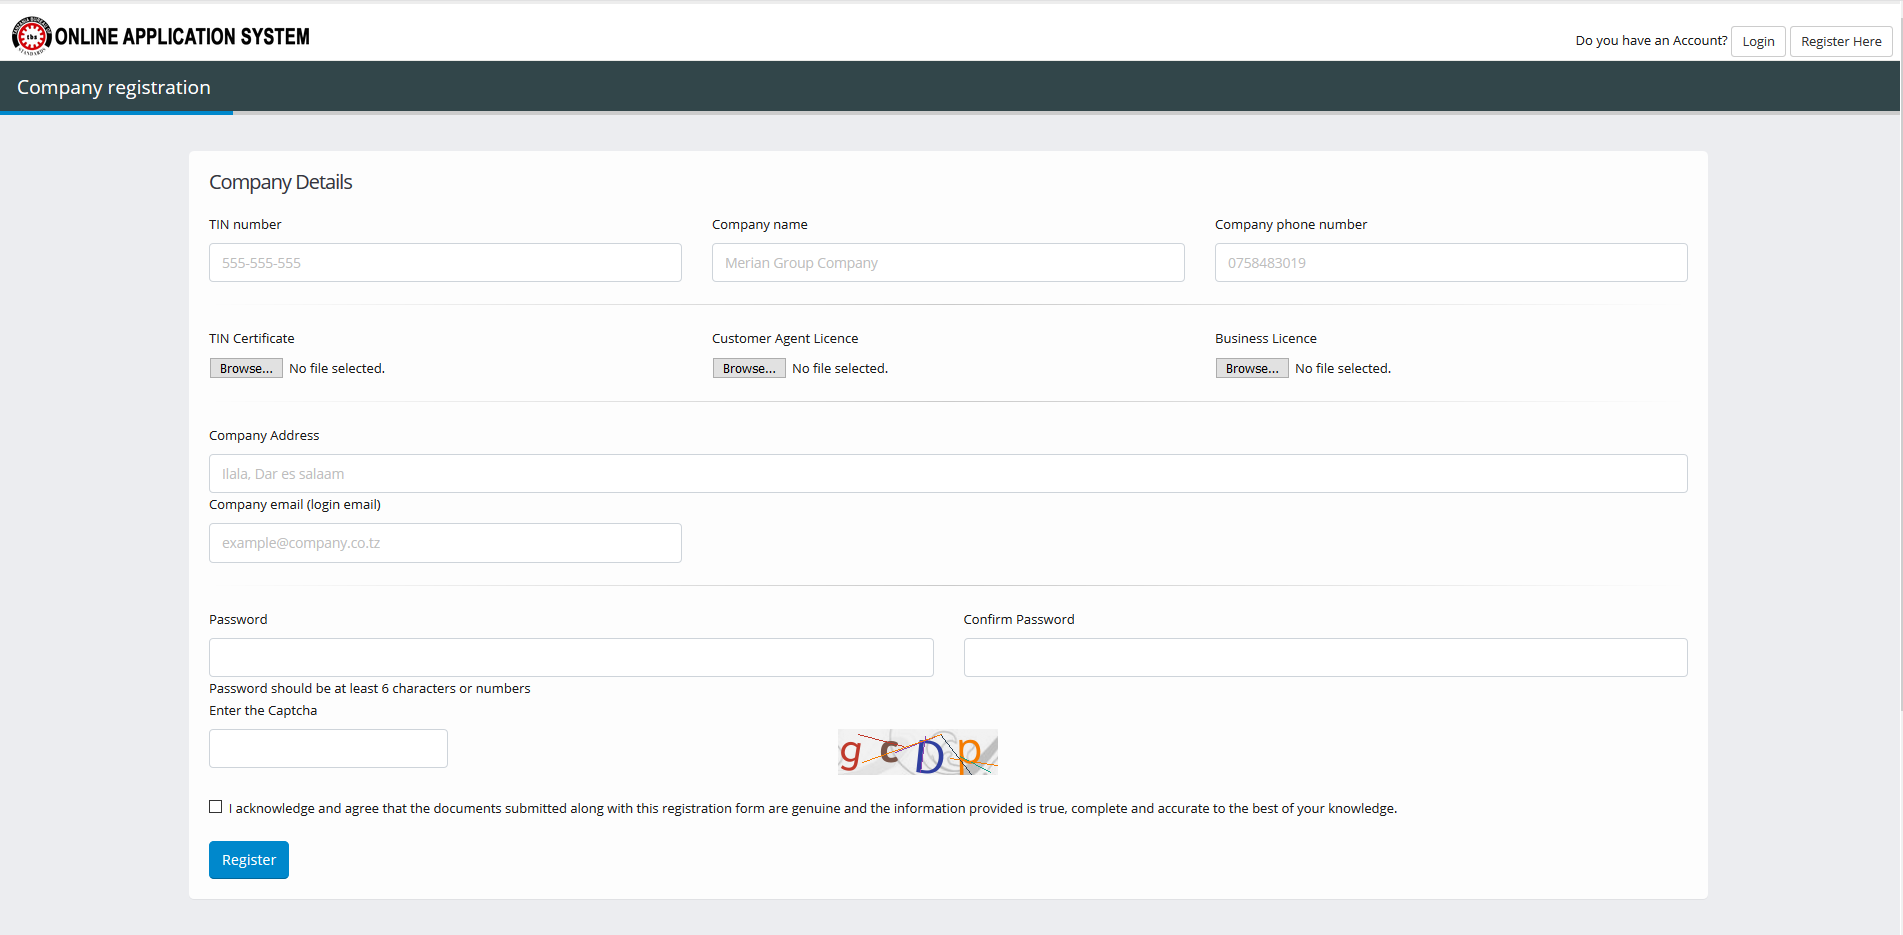 TANZANIA BUREAU OF
tbs
STANDARDS
ONLINE APPLICATION SYSTEM
Do you have an Account? Login Register Here
Company registration
Company Details
TIN number Company name Company phone number
555-555-555 Merian Group Company 0758483019
TIN Certificate Customer Agent Licence Business Licence
Browse... No file selected. Browse... No file selected. Browse... No file selected.
Company Address
Ilala, Dar es salaam
Company email (login email)
example@company.co.tz
Password Confirm Password
Password should be at least 6 characters or numbers
Enter the Captcha
gcDp
I acknowledge and agree that the documents submitted along with this registration form are genuine and the information provided is true, complete and accurate to the best of your knowledge.
Register